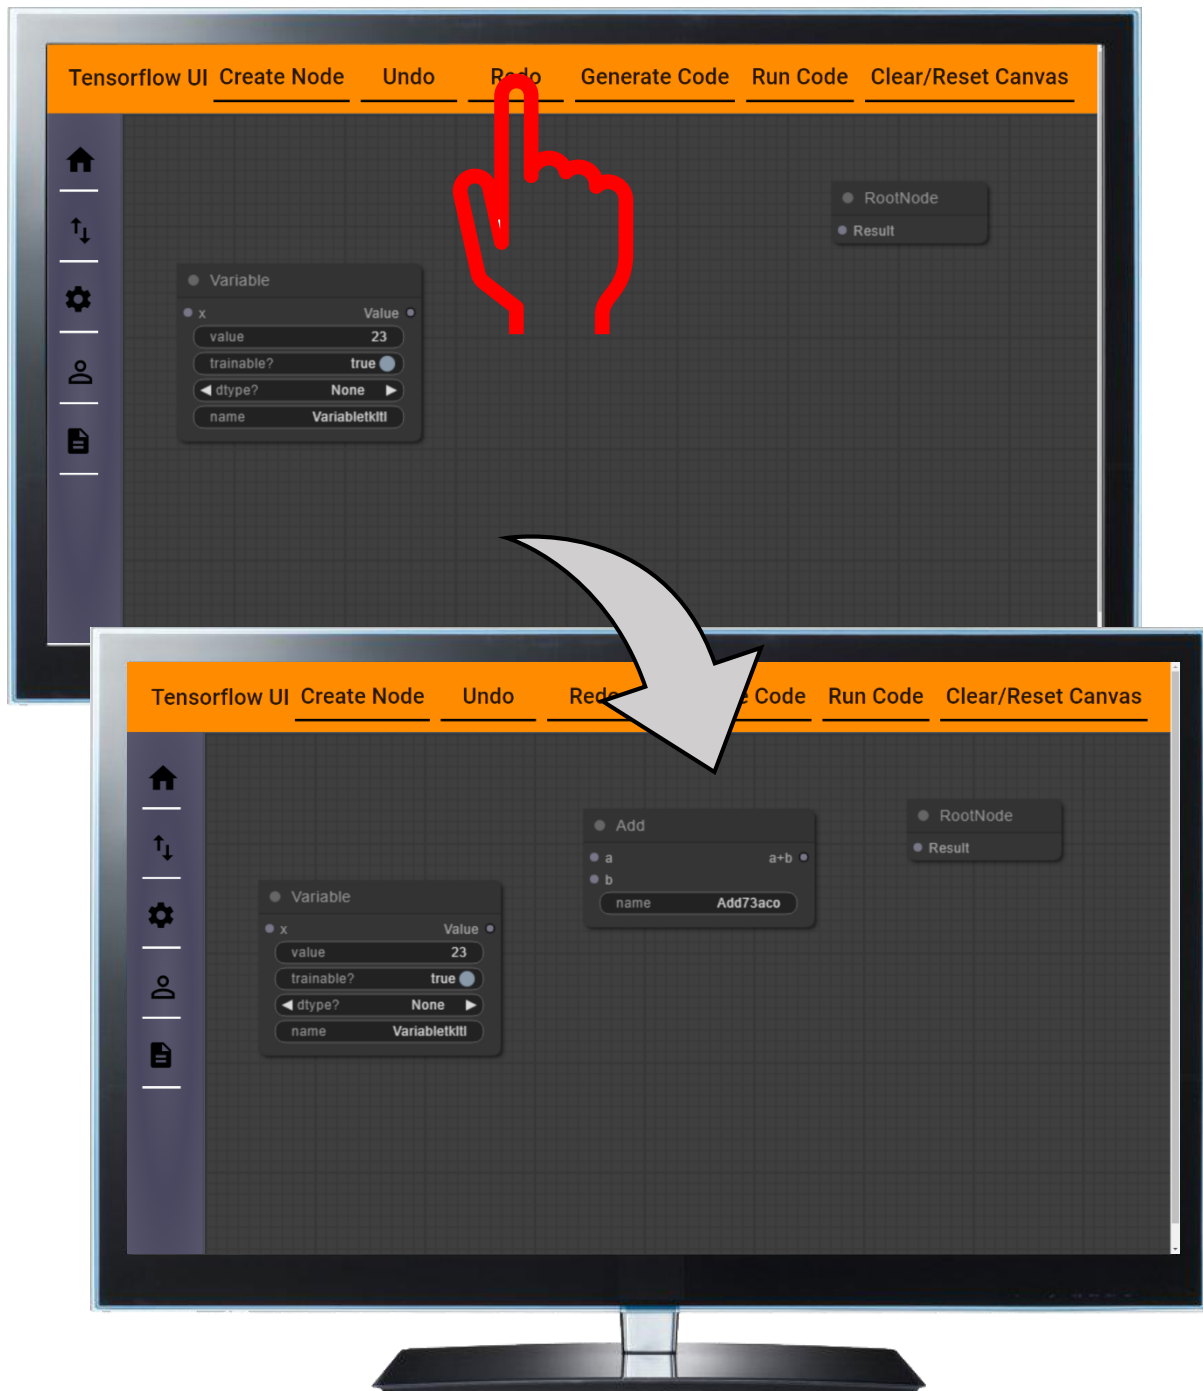 Tensorflow UI Create Node Undo Redo Generate Code Run Code Clear/Reset Canvas
RootNode
Result
Variable
x Value
value 23
trainable? true
dtype? None
name Variabletkltl
Tensorflow UI Create Node Undo Redo Code Run Code Clear/Reset Canvas
Add
a a+b
b
name Add73aco
RootNode
Result
Variable
x Value
value 23
trainable? true
dtype? None
name Variabletkltl